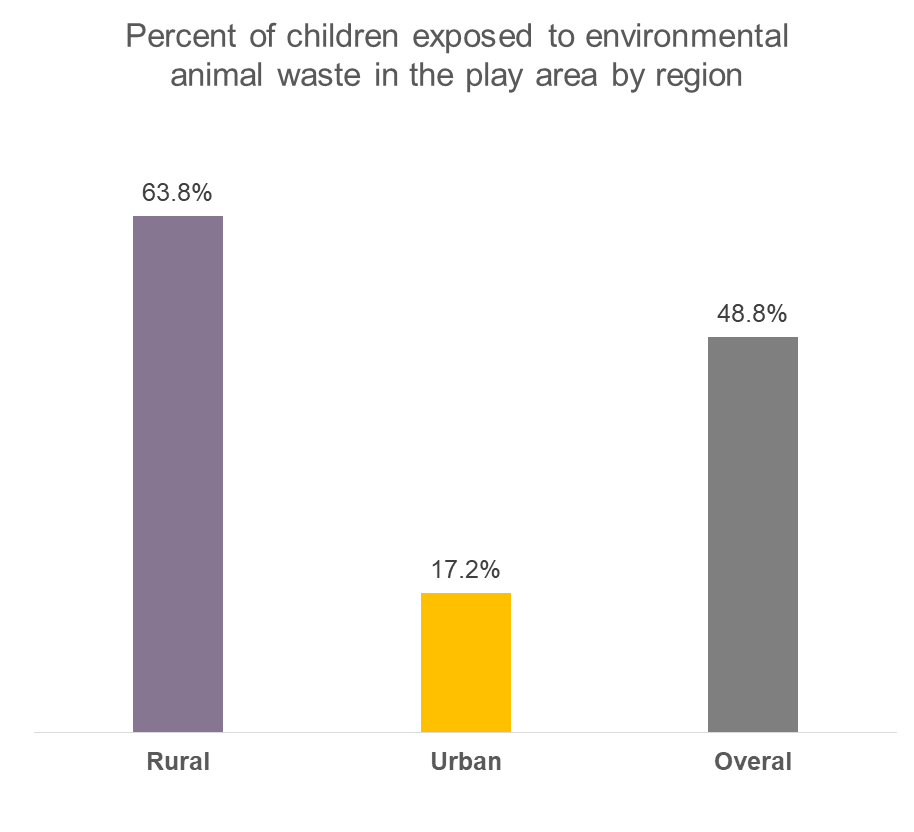 Percent of children exposed to environmental
animal waste in the play area by region
63.8%
48.8%
17.2%
Rural
Urban
Overal